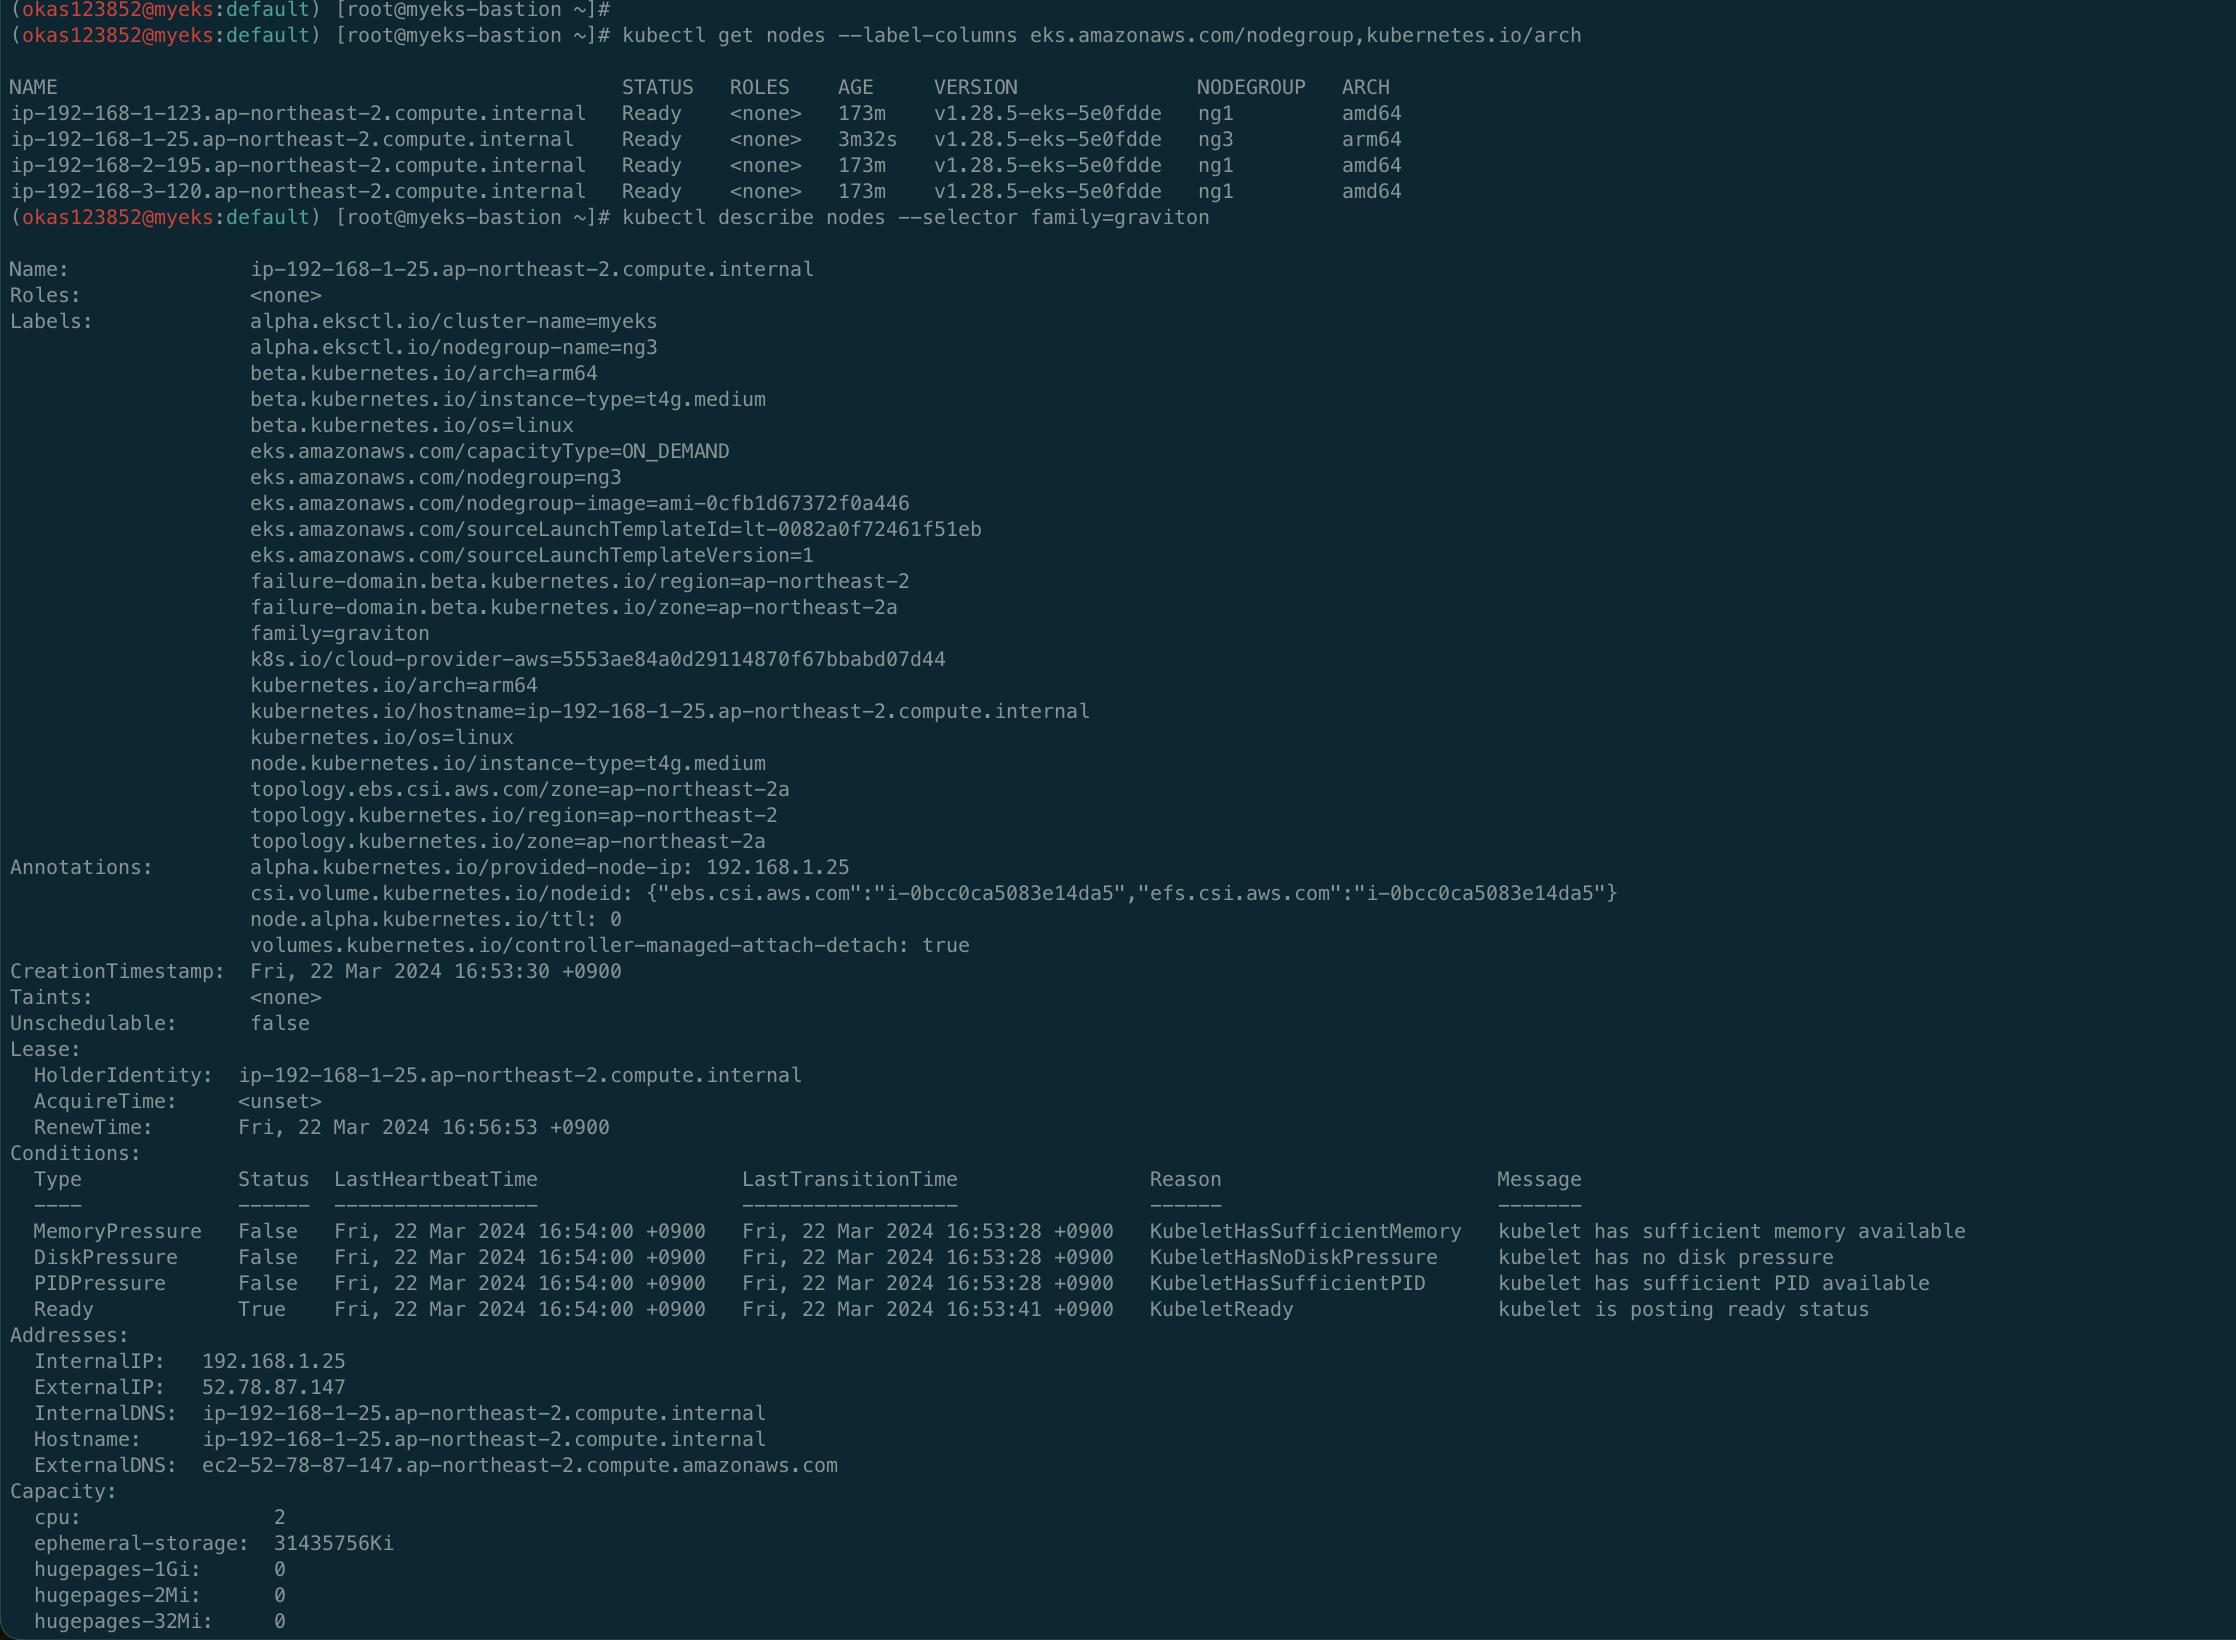 (okas123852@myeks:default) [root@myeks-bastion ~]#
(okas123852@myeks:default) [root@myeks-bastion ~]# kubectl get nodes --label-columns eks.amazonaws.com/nodegroup,kubernetes.io/arch
NAME STATUS ROLES AGE VERSION NODEGROUP ARCH
ip-192-168-1-123.ap-northeast-2.compute.internal Ready <none> 173m v1.28.5-eks-5e0fdde ng1 amd64
ip-192-168-1-25.ap-northeast-2.compute.internal Ready <none> 3m32s v1.28.5-eks-5e0fdde ng3 arm64
ip-192-168-2-195.ap-northeast-2.compute.internal Ready <none> 173m v1.28.5-eks-5e0fdde ng1 amd64
ip-192-168-3-120.ap-northeast-2.compute.internal Ready <none> 173m v1.28.5-eks-5e0fdde ng1 amd64
(okas123852@myeks:default) [root@myeks-bastion ~]# kubectl describe nodes --selector family=graviton
Name: ip-192-168-1-25.ap-northeast-2.compute.internal
Roles: <none>
Labels: alpha.eksctl.io/cluster-name=myeks
alpha.eksctl.io/nodegroup-name=ng3
beta.kubernetes.io/arch=arm64
beta.kubernetes.io/instance-type=t4g.medium
beta.kubernetes.io/os=linux
eks.amazonaws.com/capacityType=ON_DEMAND
eks.amazonaws.com/nodegroup=ng3
eks.amazonaws.com/nodegroup-image=ami-0cfb1d67372f0a446
eks.amazonaws.com/sourceLaunchTemplateId=lt-0082a0f72461f51eb
eks.amazonaws.com/sourceLaunchTemplateVersion=1
failure-domain.beta.kubernetes.io/region=ap-northeast-2
failure-domain.beta.kubernetes.io/zone=ap-northeast-2a
family=graviton
k8s.io/cloud-provider-aws=5553ae84a0d29114870f67bbabd07d44
kubernetes.io/arch=arm64
kubernetes.io/hostname=ip-192-168-1-25.ap-northeast-2.compute.internal
kubernetes.io/os=linux
node.kubernetes.io/instance-type=t4g.medium
topology.ebs.csi.aws.com/zone=ap-northeast-2a
topology.kubernetes.io/region=ap-northeast-2
topology.kubernetes.io/zone=ap-northeast-2a
Annotations: alpha.kubernetes.io/provided-node-ip: 192.168.1.25
csi.volume.kubernetes.io/nodeid: {"ebs.csi.aws.com":"i-0bcc0ca5083e14da5","efs.csi.aws.com":"i-0bcc0ca5083e14da5"}
node.alpha.kubernetes.io/ttl: 0
volumes.kubernetes.io/controller-managed-attach-detach: true
CreationTimestamp: Fri, 22 Mar 2024 16:53:30 +0900
Taints: <none>
Unschedulable: false
Lease:
HolderIdentity: ip-192-168-1-25.ap-northeast-2.compute.internal
AcquireTime: <unset>
RenewTime: Fri, 22 Mar 2024 16:56:53 +0900
Conditions:
Type Status LastHeartbeatTime LastTransitionTime Reason Message
---- ------ ----------------- ------------------ ------ -------
MemoryPressure False Fri, 22 Mar 2024 16:54:00 +0900 Fri, 22 Mar 2024 16:53:28 +0900 KubeletHasSufficientMemory kubelet has sufficient memory available
DiskPressure False Fri, 22 Mar 2024 16:54:00 +0900 Fri, 22 Mar 2024 16:53:28 +0900 KubeletHasNoDiskPressure kubelet has no disk pressure
PIDPressure False Fri, 22 Mar 2024 16:54:00 +0900 Fri, 22 Mar 2024 16:53:28 +0900 KubeletHasSufficientPID kubelet has sufficient PID available
Ready True Fri, 22 Mar 2024 16:54:00 +0900 Fri, 22 Mar 2024 16:53:41 +0900 KubeletReady kubelet is posting ready status
Addresses:
InternalIP: 192.168.1.25
ExternalIP: 52.78.87.147
InternalDNS: ip-192-168-1-25.ap-northeast-2.compute.internal
Hostname: ip-192-168-1-25.ap-northeast-2.compute.internal
ExternalDNS: ec2-52-78-87-147.ap-northeast-2.compute.amazonaws.com
Capacity:
cpu: 2
ephemeral-storage: 31435756Ki
hugepages-1Gi: 0
hugepages-2Mi: 0
hugepages-32Mi: 0